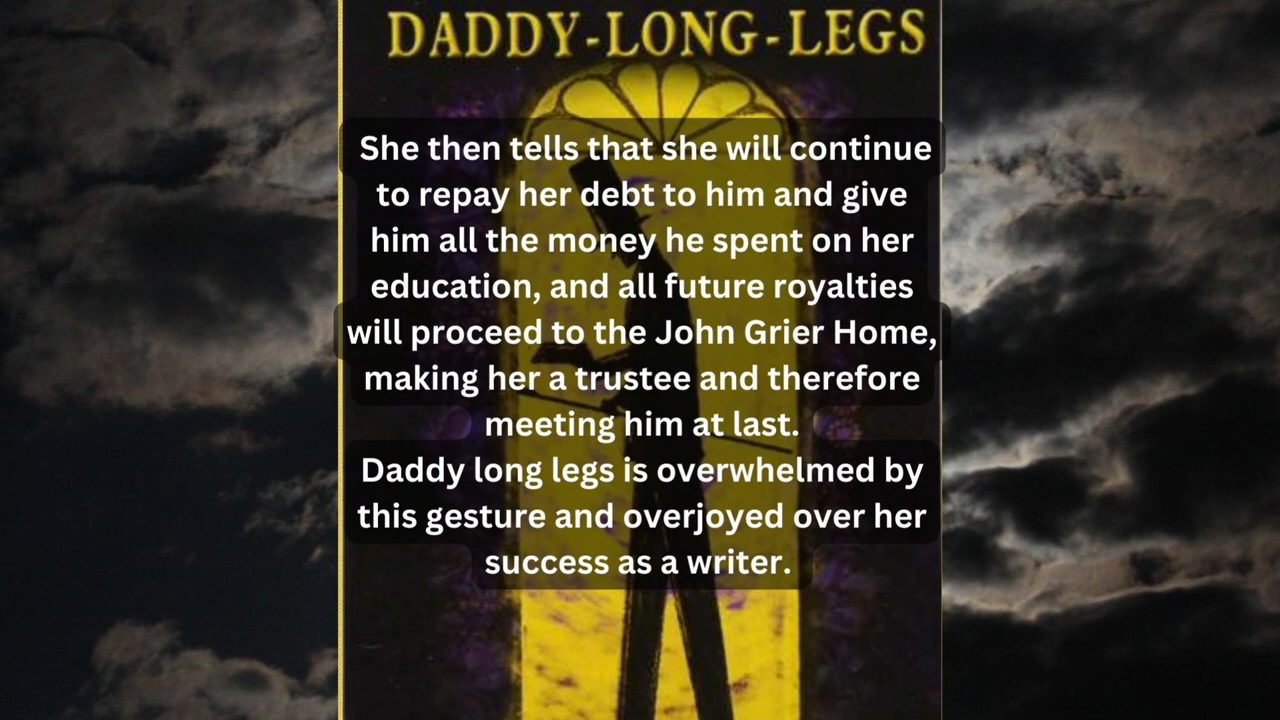 DADDY-LONG-LEGS
She then tells that she will continue
to repay her debt to him and give
him all the money he spent on her
education, and all future royalties
will proceed to the John Grier Home,
making her a trustee and therefore
meeting him at last.
Daddy long legs is overwhelmed by
this gesture and overjoyed over her
success as a writer.